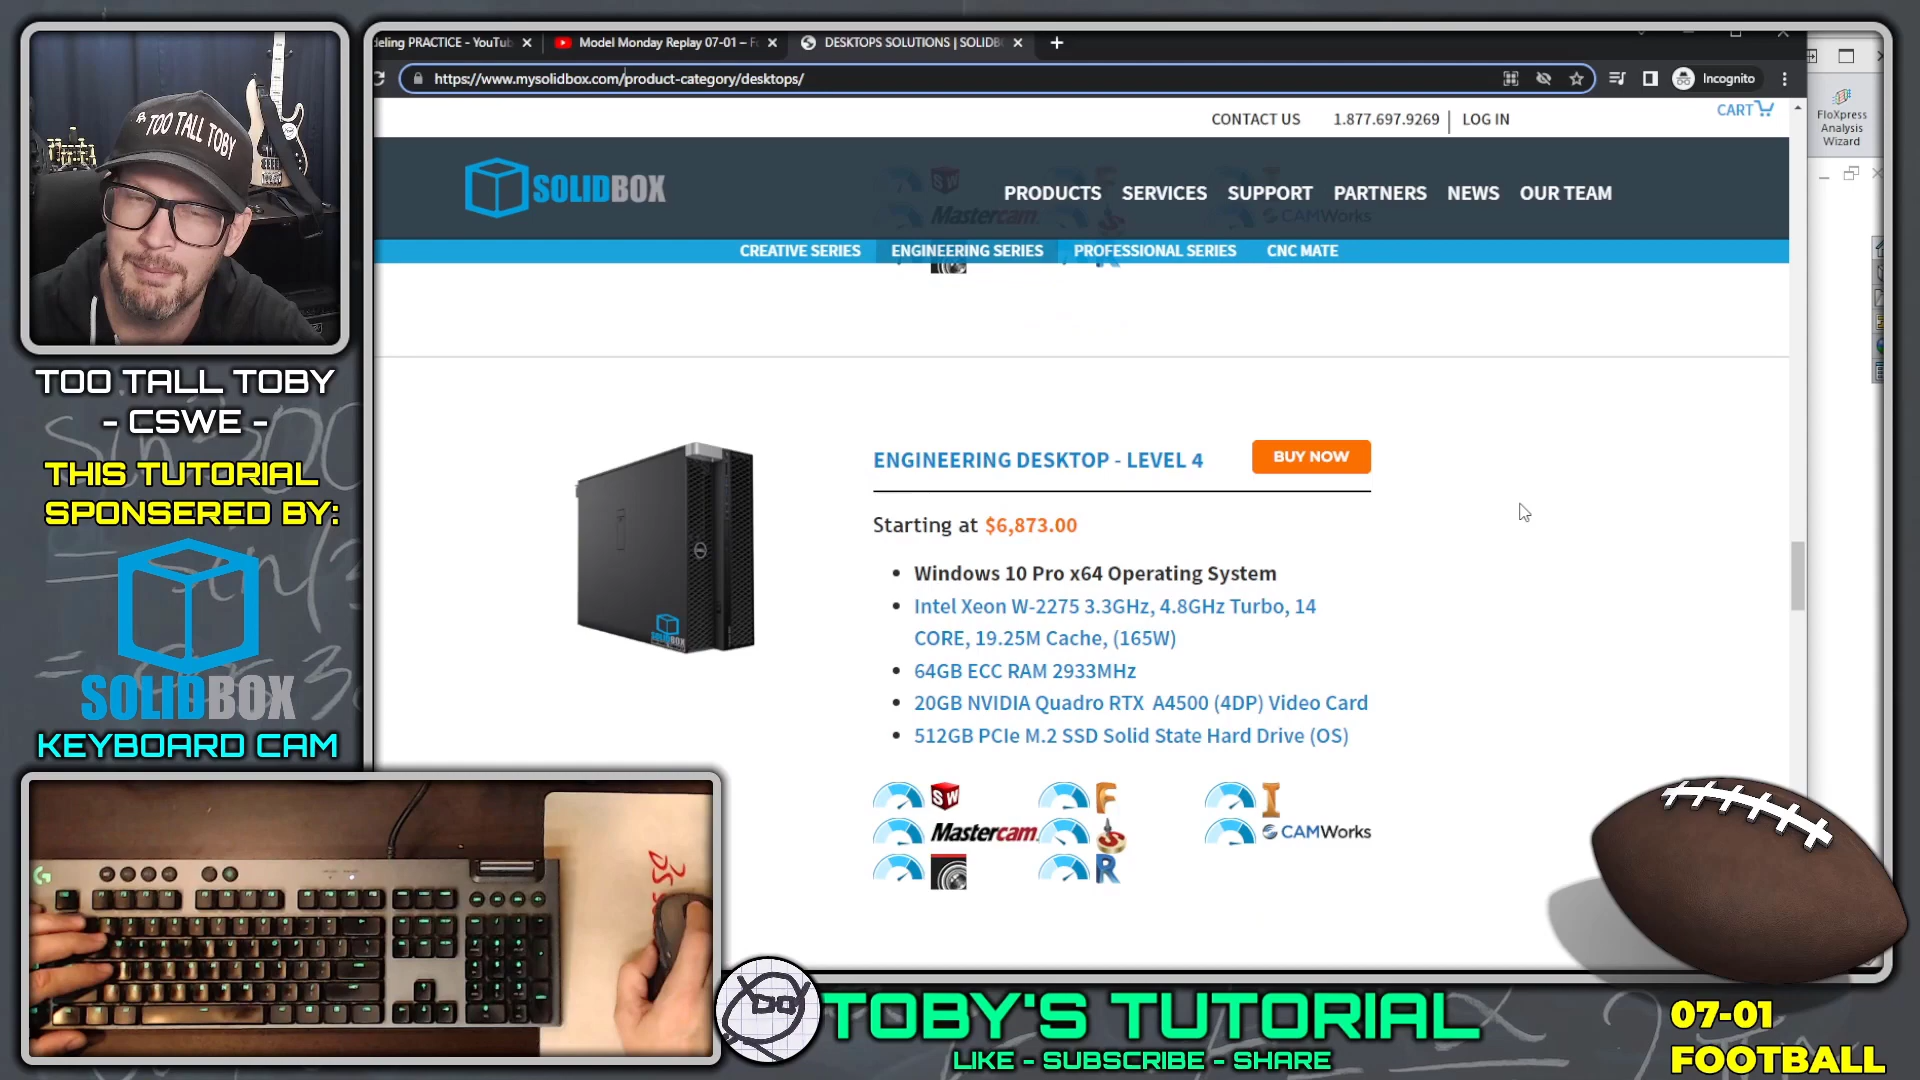 deling PRACTICE - YouTub
Model Monday Replay 07-01 – Fo
DESKTOPS SOLUTIONS | SOLIDB
https://www.mysolidbox.com/product-category/desktops/
Incognito
CONTACT US
1.877.697.9269
LOG IN
CART
FloXpress
Analysis
Wizard
SOLIDBOX
PRODUCTS
SERVICES
SUPPORT
PARTNERS
NEWS
OUR TEAM
Mastercam.
CAMWorks
CREATIVE SERIES
ENGINEERING SERIES
PROFESSIONAL SERIES
CNC MATE
TOO TALL TOBY
TOO TALL TOBY
- CSWE -
THIS TUTORIAL
SPONSERED BY:
SOLIDBOX
KEYBOARD CAM
ENGINEERING DESKTOP - LEVEL 4
BUY NOW
Starting at $6,873.00
Windows 10 Pro x64 Operating System
Intel Xeon W-2275 3.3GHz, 4.8GHz Turbo, 14
CORE, 19.25M Cache, (165W)
64GB ECC RAM 2933MHz
20GB NVIDIA Quadro RTX A4500 (4DP) Video Card
512GB PCIe M.2 SSD Solid State Hard Drive (OS)
SW
F
I
Mastercam.
CAMWorks
R
TOBY'S TUTORIAL
LIKE - SUBSCRIBE - SHARE
07-01
FOOTBALL